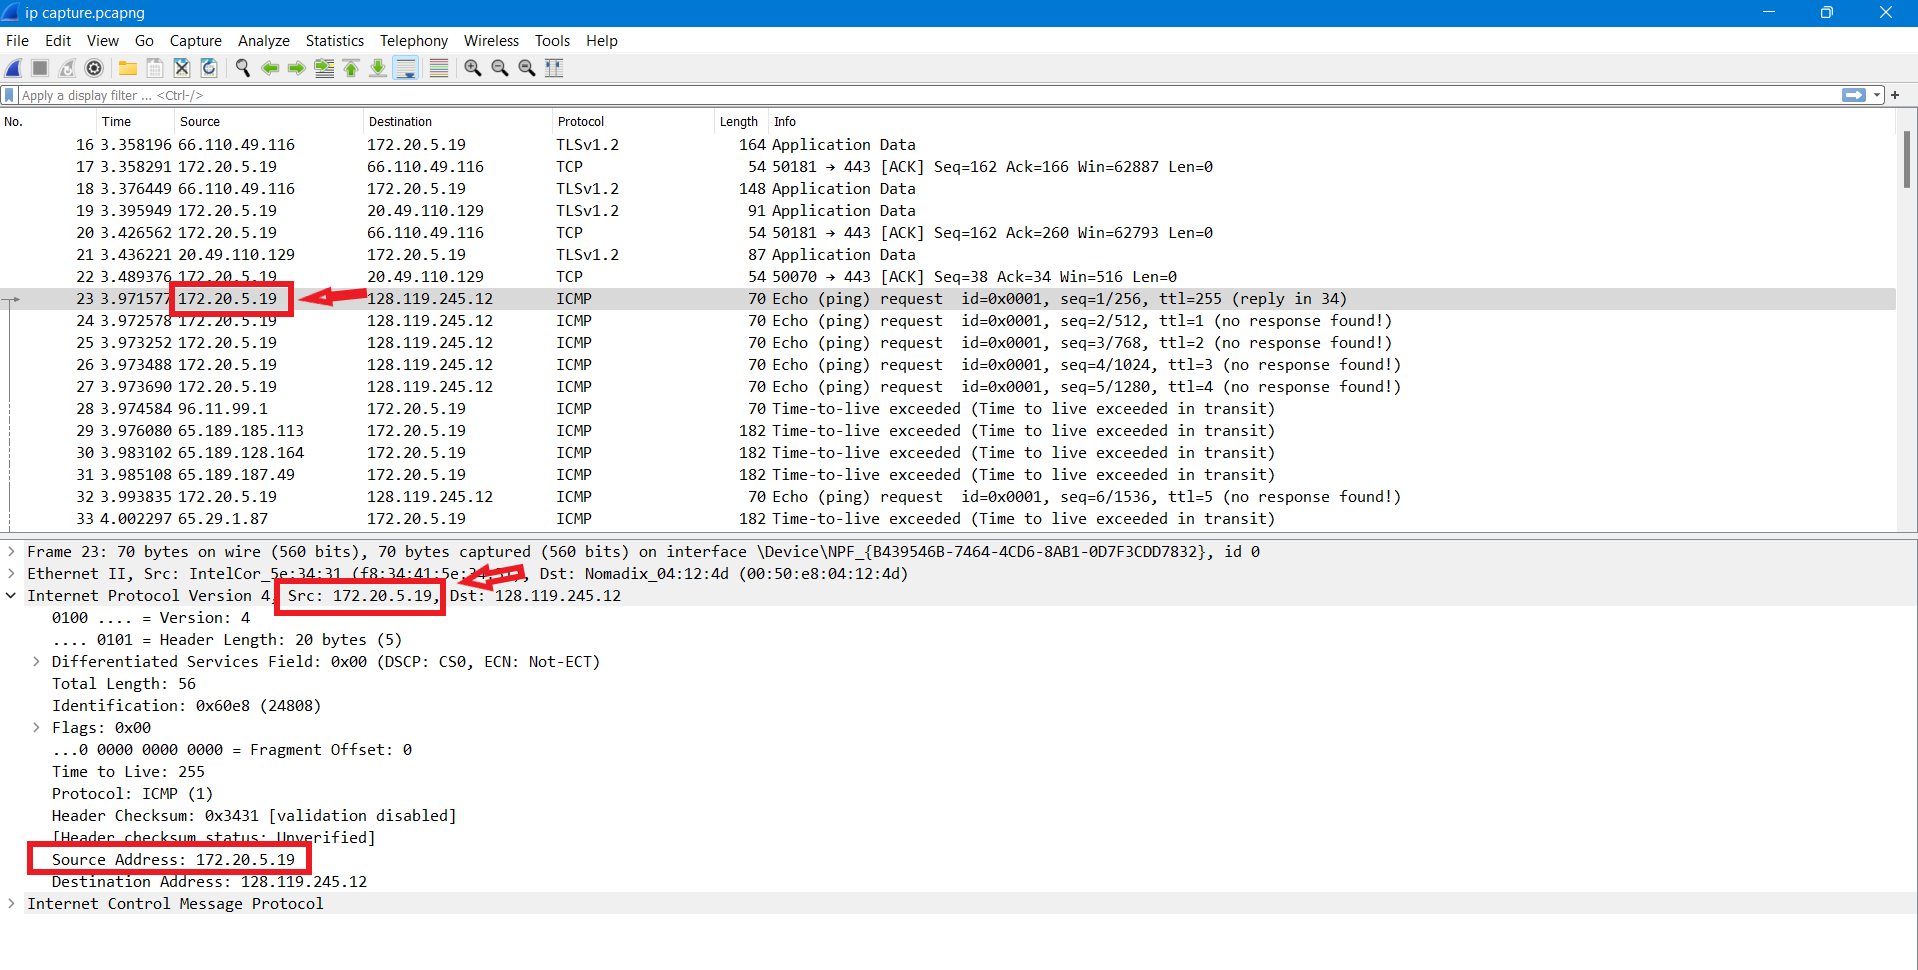 ip capture.pcapng
File Edit View Go Capture Analyze Statistics Telephony Wireless Tools Help
Apply a display filter ... <Ctrl-/>
No. Time Source Destination Protocol Length Info
16 3.358196 66.110.49.116 172.20.5.19 TLSv1.2 164 Application Data
17 3.358291 172.20.5.19 66.110.49.116 TCP 54 50181 → 443 [ACK] Seq=162 Ack=166 Win=62887 Len=0
18 3.376449 66.110.49.116 172.20.5.19 TLSv1.2 148 Application Data
19 3.395949 172.20.5.19 20.49.110.129 TLSv1.2 91 Application Data
20 3.426562 172.20.5.19 66.110.49.116 TCP 54 50181 → 443 [ACK] Seq=162 Ack=260 Win=62793 Len=0
21 3.436221 20.49.110.129 172.20.5.19 TLSv1.2 87 Application Data
22 3.489376 172.20.5.19 20.49.110.129 TCP 54 50070 → 443 [ACK] Seq=38 Ack=34 Win=516 Len=0
23 3.971577 172.20.5.19 128.119.245.12 ICMP 70 Echo (ping) request id=0x0001, seq=1/256, ttl=255 (reply in 34)
24 3.972578 172.20.5.19 128.119.245.12 ICMP 70 Echo (ping) request id=0x0001, seq=2/512, ttl=1 (no response found!)
25 3.973252 172.20.5.19 128.119.245.12 ICMP 70 Echo (ping) request id=0x0001, seq=3/768, ttl=2 (no response found!)
26 3.973488 172.20.5.19 128.119.245.12 ICMP 70 Echo (ping) request id=0x0001, seq=4/1024, ttl=3 (no response found!)
27 3.973690 172.20.5.19 128.119.245.12 ICMP 70 Echo (ping) request id=0x0001, seq=5/1280, ttl=4 (no response found!)
28 3.974584 96.11.99.1 172.20.5.19 ICMP 70 Time-to-live exceeded (Time to live exceeded in transit)
29 3.976080 65.189.185.113 172.20.5.19 ICMP 182 Time-to-live exceeded (Time to live exceeded in transit)
30 3.983102 65.189.128.164 172.20.5.19 ICMP 182 Time-to-live exceeded (Time to live exceeded in transit)
31 3.985108 65.189.187.49 172.20.5.19 ICMP 182 Time-to-live exceeded (Time to live exceeded in transit)
32 3.993835 172.20.5.19 128.119.245.12 ICMP 70 Echo (ping) request id=0x0001, seq=6/1536, ttl=5 (no response found!)
33 4.002297 65.29.1.87 172.20.5.19 ICMP 182 Time-to-live exceeded (Time to live exceeded in transit)
Frame 23: 70 bytes on wire (560 bits), 70 bytes captured (560 bits) on interface \Device\NPF_{B439546B-7464-4CD6-8AB1-0D7F3CDD7832}, id 0
Ethernet II, Src: IntelCor_5e:34:31 (f8:34:41:5e:34:31), Dst: Nomadix_04:12:4d (00:50:e8:04:12:4d)
Internet Protocol Version 4, Src: 172.20.5.19, Dst: 128.119.245.12
0100 .... = Version: 4
.... 0101 = Header Length: 20 bytes (5)
Differentiated Services Field: 0x00 (DSCP: CS0, ECN: Not-ECT)
Total Length: 56
Identification: 0x60e8 (24808)
Flags: 0x00
...0 0000 0000 0000 = Fragment Offset: 0
Time to Live: 255
Protocol: ICMP (1)
Header Checksum: 0x3431 [validation disabled]
[Header checksum status: Unverified]
Source Address: 172.20.5.19
Destination Address: 128.119.245.12
Internet Control Message Protocol